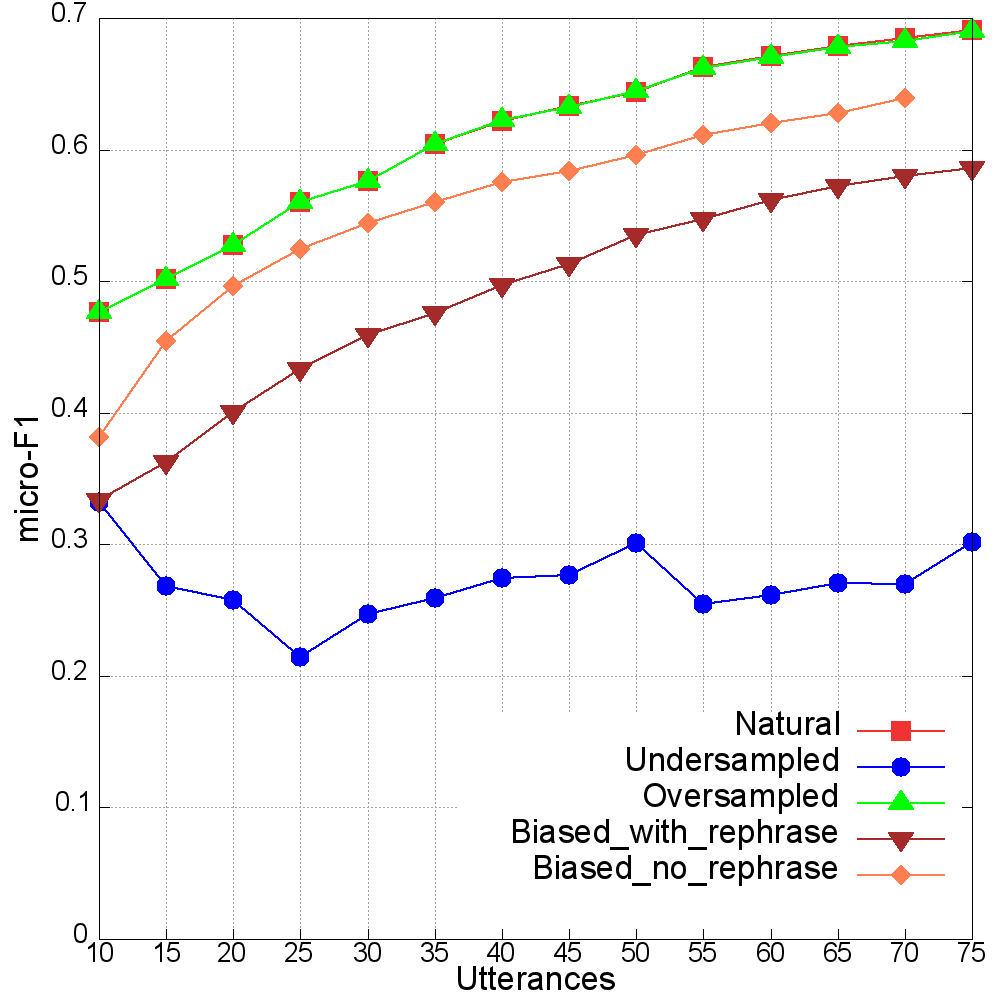 0.7
0.6
0.5
0.4
0.3
0.2
0.1
0
micro-F1
Natural
Undersampled
Oversampled
Biased_with_rephrase
Biased_no_rephrase
10 15 20 25 30 35 40 45 50 55 60 65 70 75
Utterances